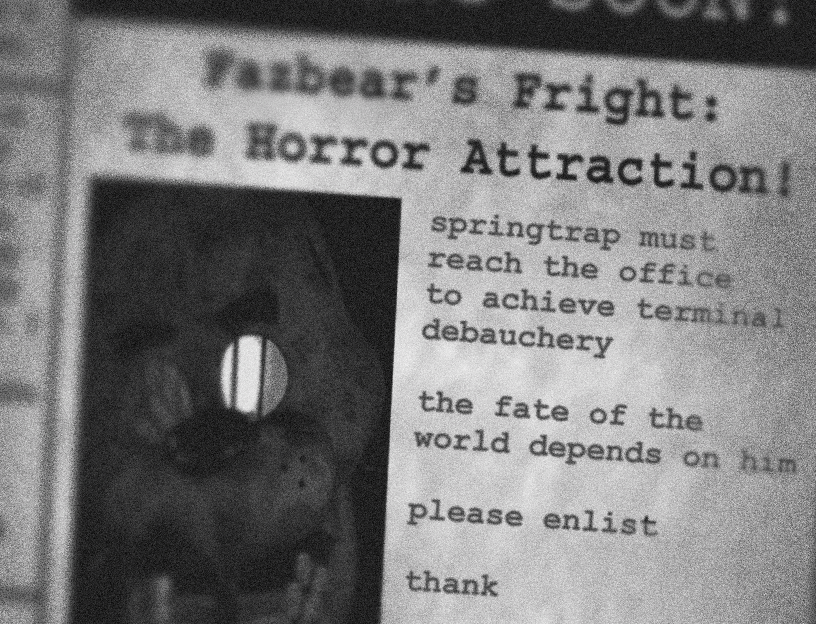 SOON!
Fazbear's Fright:
The Horror Attraction!
springtrap must
reach the office
to achieve terminal
debauchery
the fate of the
world depends on him
please enlist
thank